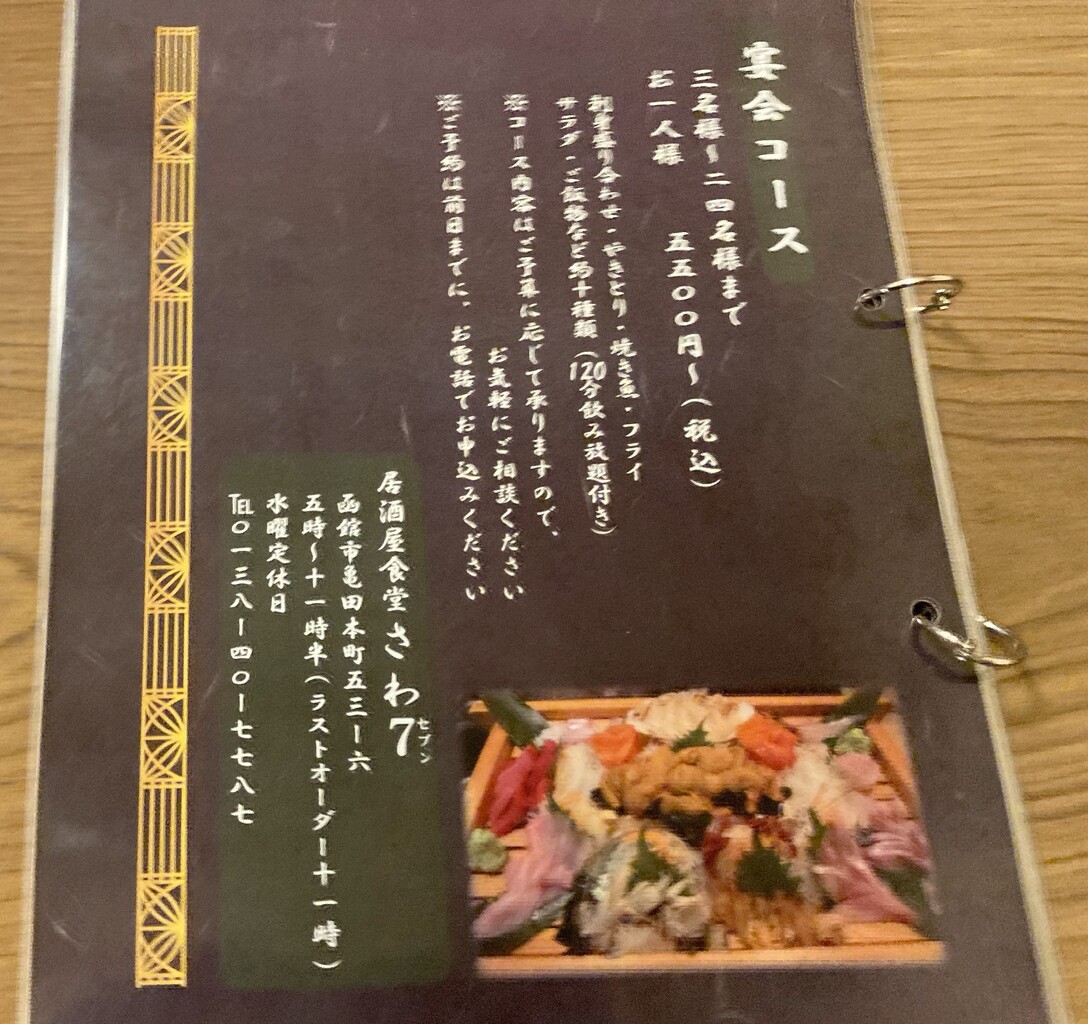 宴会コース
三名様～二四名様まで
お一人様 五五〇〇円～(税込)
刺身盛り合わせ・やきとり・焼き魚・フライ
サラダ・ご飯物など約十種類(120分飲み放題付き)
※コース内容はご予算に応じて承りますので、
お気軽にご相談ください
※ご予約は前日までに、お電話でお申込みください
居酒屋食堂さわ7
セブン
函館市亀田本町五三ー六
五時～十一時半(ラストオーダー十一時)
水曜定休日
TEL〇一三八ー四〇ー七七八七